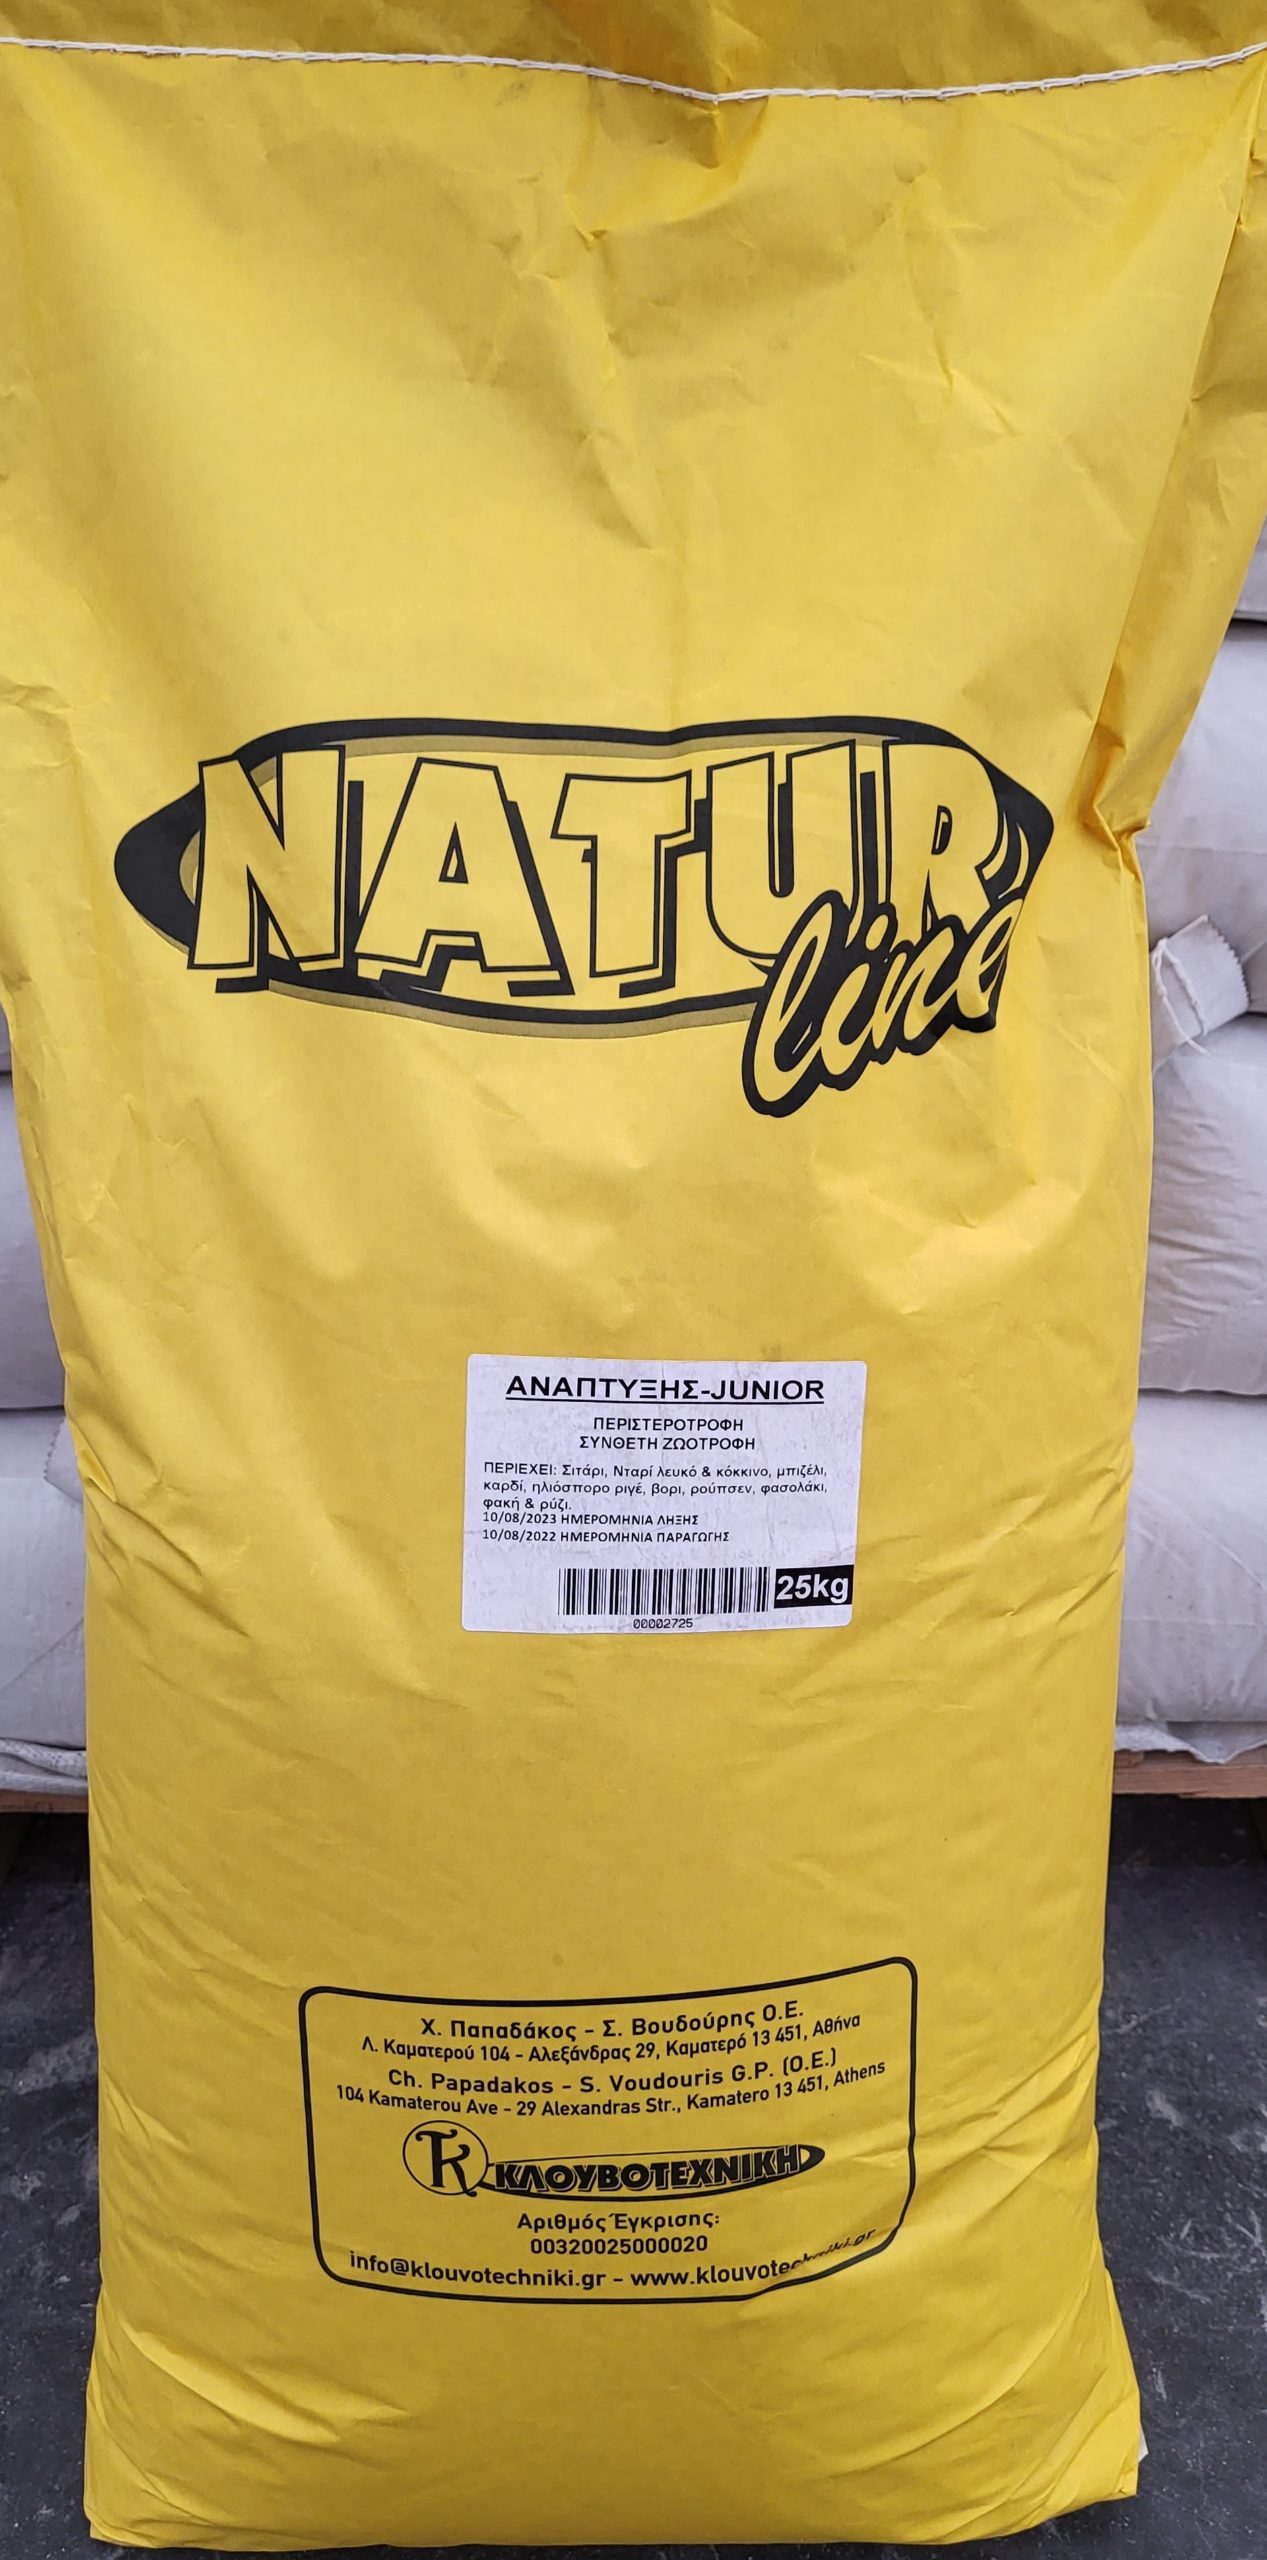 NATUR
line
ΑΝΑΠΤΥΞΗΣ-JUNIOR
ΠΕΡΙΣΤΕΡΟΤΡΟΦΗ
ΣΥΝΘΕΤΗ ΖΩΟΤΡΟΦΗ
ΠΕΡΙΕΧΕΙ: Σιτάρι, Νταρί λευκό & κόκκινο, μπιζέλι,
καρδί, ηλιόσπορο ριγέ, βορι, ρούπσεν, φασολάκι,
φακή & ρύζι.
10/08/2023 ΗΜΕΡΟΜΗΝΙΑ ΛΗΞΗΣ
10/08/2022 ΗΜΕΡΟΜΗΝΙΑ ΠΑΡΑΓΩΓΗΣ
25kg
00002725
Χ. Παπαδάκος - Σ. Βουδούρης Ο.Ε.
Λ. Καματερού 104 - Αλεξάνδρας 29, Καματερό 13 451, Αθήνα
Ch. Papadakos - S. Voudouris G.P. (O.E.)
104 Kamaterou Ave - 29 Alexandras Str., Kamatero 13 451, Athens
ΤΚ ΚΛΟΥΒΟΤΕΧΝΙΚΗ
Αριθμός Έγκρισης:
00320025000020
info@klouvotechniki.gr - www.klouvotechniki.gr